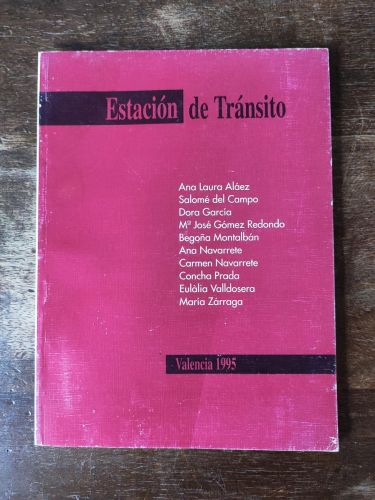 Estación de Tránsito
Ana Laura Aláez
Salomé del Campo
Dora García
Mª José Gómez Redondo
Begoña Montalbán
Ana Navarrete
Carmen Navarrete
Concha Prada
Eulàlia Valldosera
María Zárraga
Valencia 1995